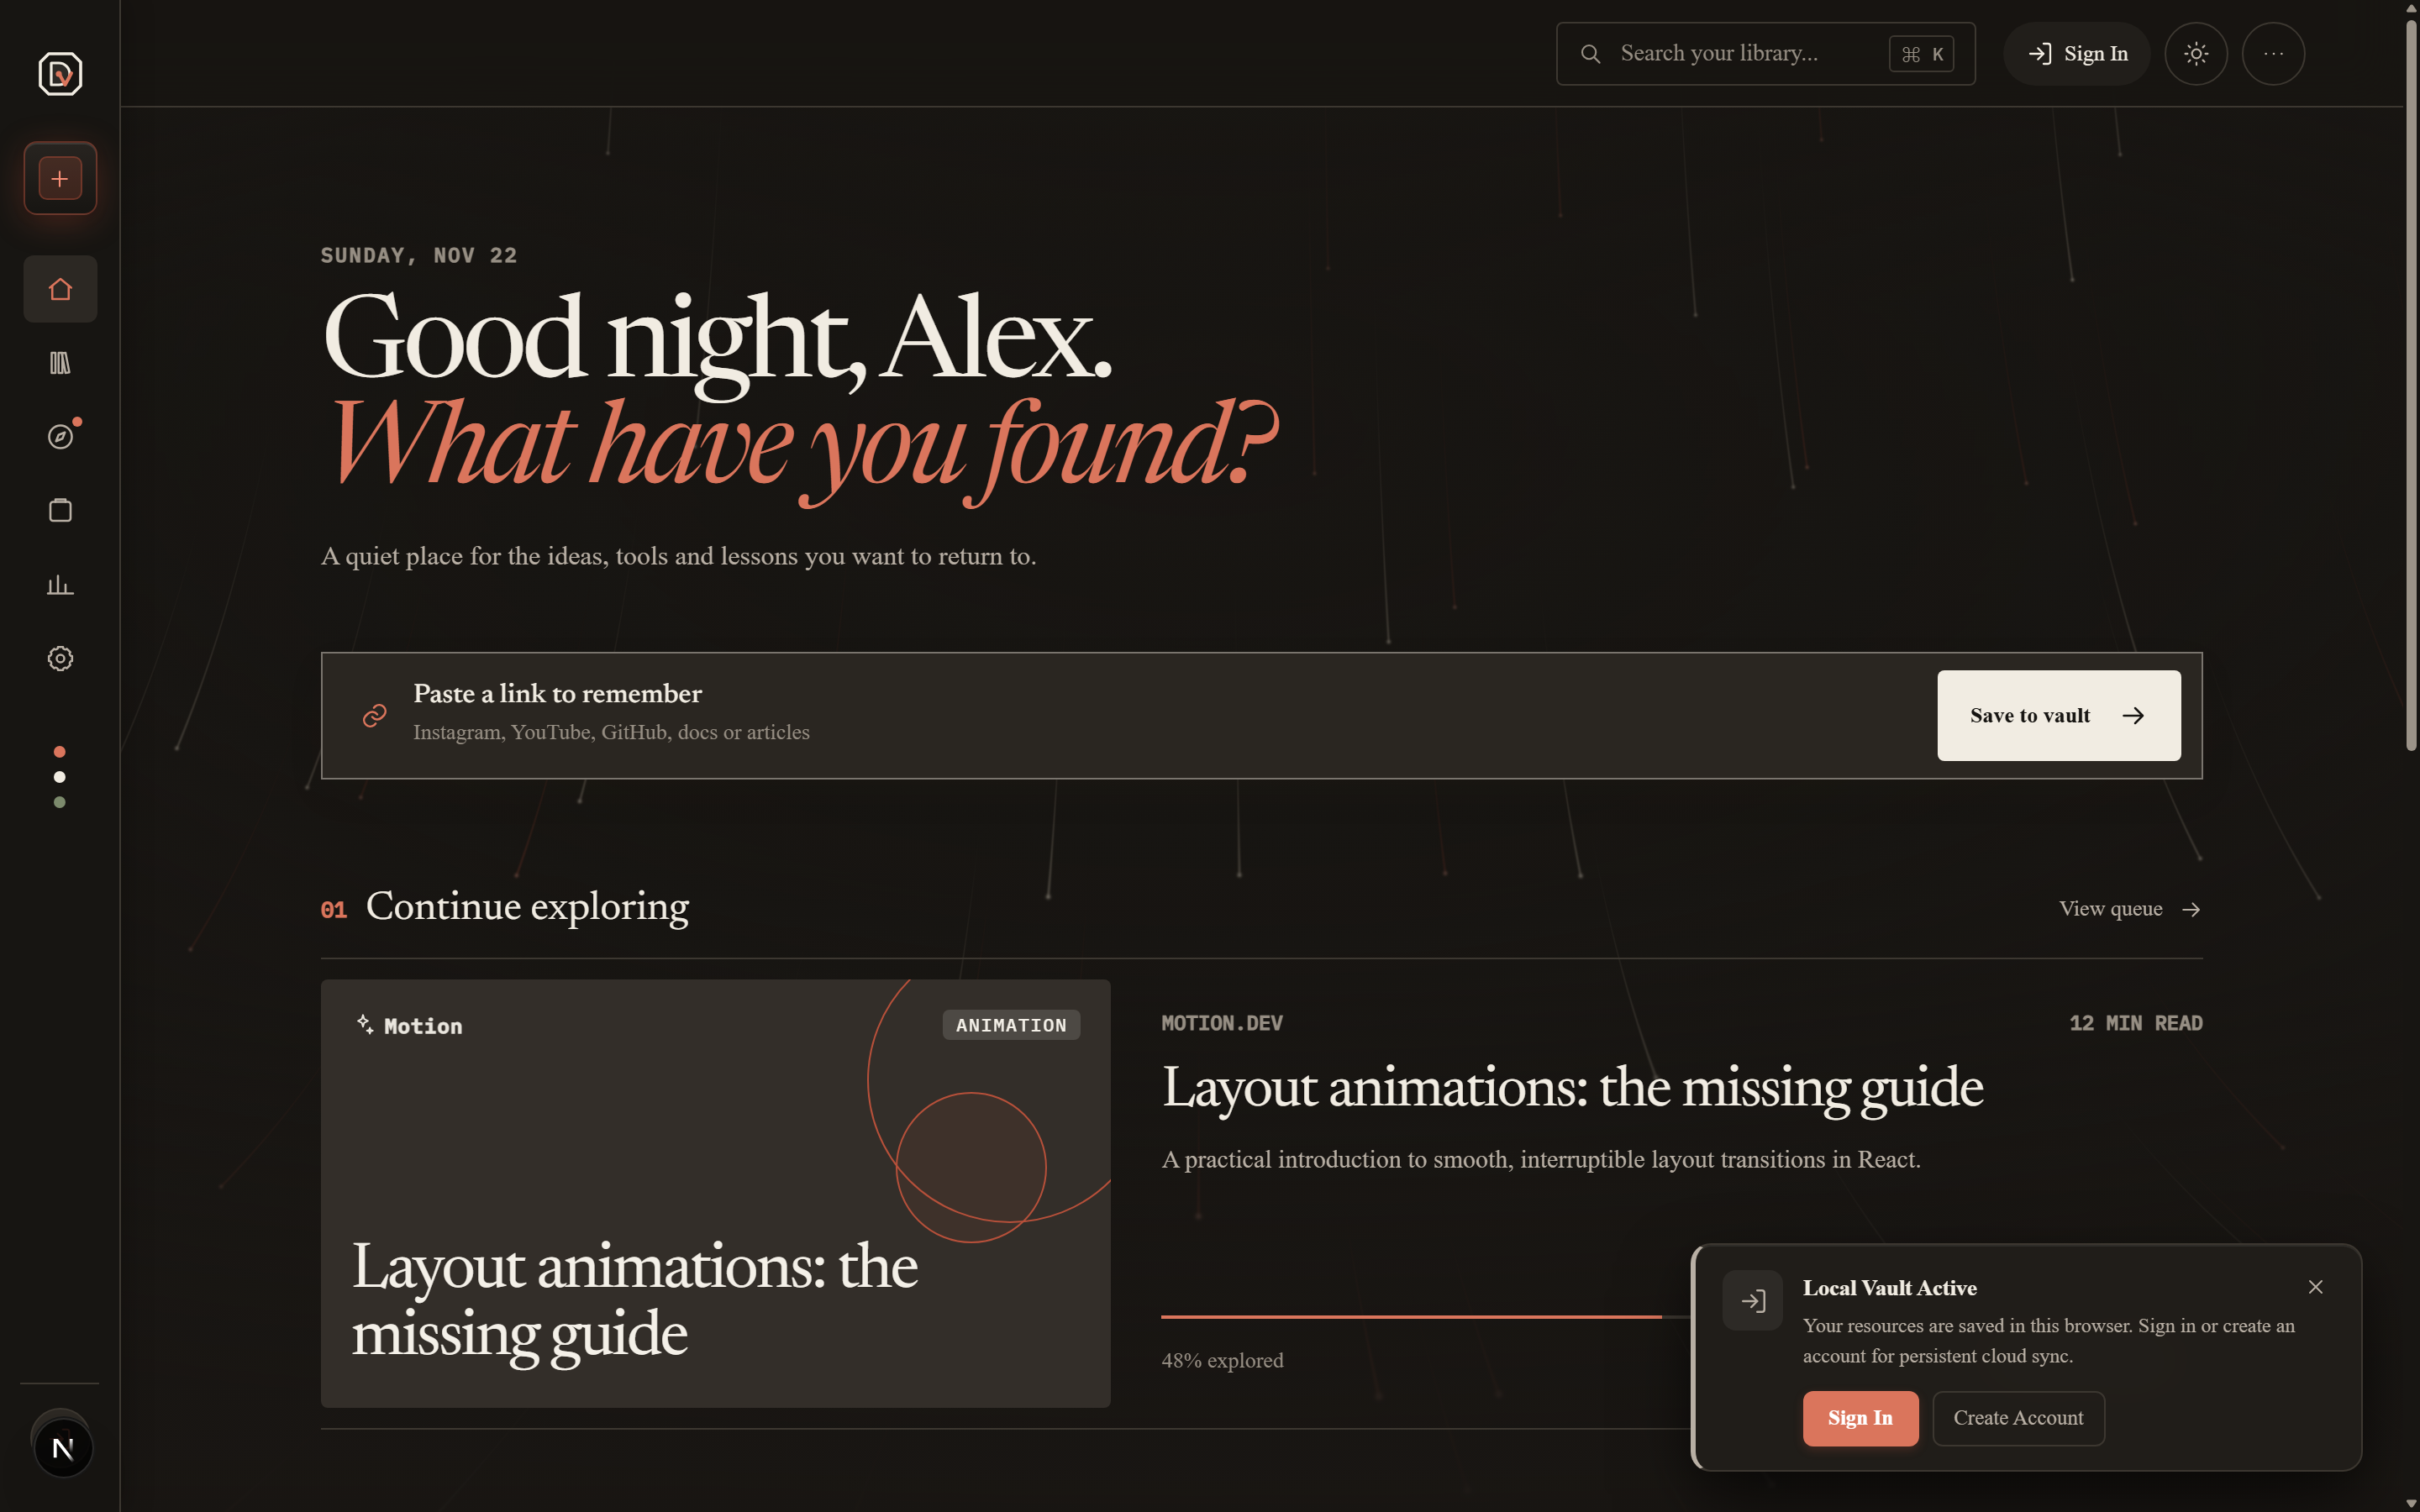 Search your library...
⌘ K
Sign In
SUNDAY, NOV 22
Good night, Alex.
What have you found?
A quiet place for the ideas, tools and lessons you want to return to.
Paste a link to remember
Instagram, YouTube, GitHub, docs or articles
Save to vault
01 Continue exploring
View queue
Motion
ANIMATION
Layout animations: the
missing guide
MOTION.DEV
12 MIN READ
Layout animations: the missing guide
A practical introduction to smooth, interruptible layout transitions in React.
48% explored
Local Vault Active
Your resources are saved in this browser. Sign in or create an
account for persistent cloud sync.
Sign In
Create Account
N